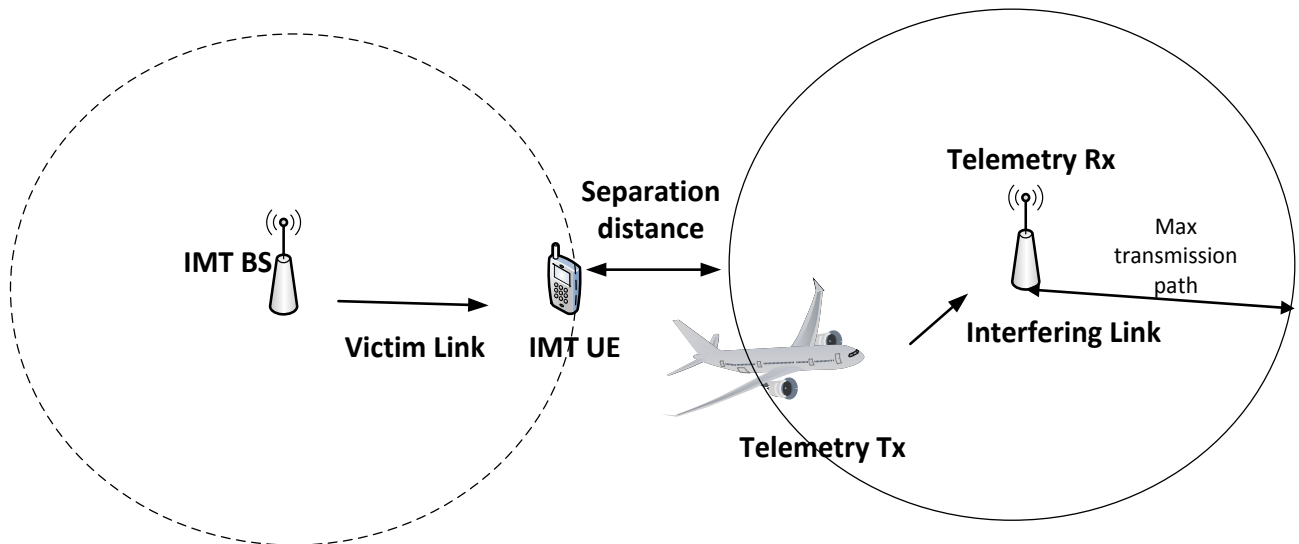 Telemetry Rx
Separation
distance
Max
transmission
path
IMT BS
Victim Link
IMT UE
Interfering Link
Telemetry Tx